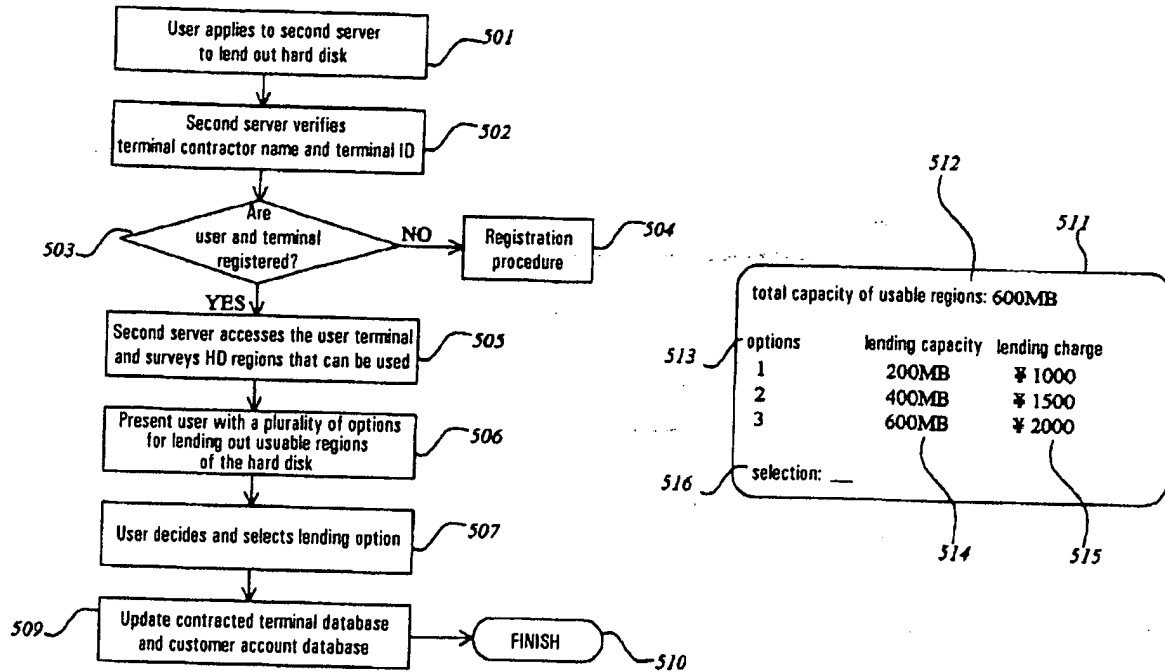 User applies to second server
to lend out hard disk
501
Second server verifies
terminal contractor name and terminal ID
502
Are
user and terminal
registered?
503
NO
Registration
procedure
504
YES
Second server accesses the user terminal
and surveys HD regions that can be used
505
Present user with a plurality of options
for lending out usuable regions
of the hard disk
506
User decides and selects lending option
507
509
Update contracted terminal database
and customer account database
FINISH
510
512
511
total capacity of usable regions: 600MB
513
options lending capacity lending charge
1 200MB ¥ 1000
2 400MB ¥ 1500
3 600MB ¥ 2000
516
selection: __
514
515